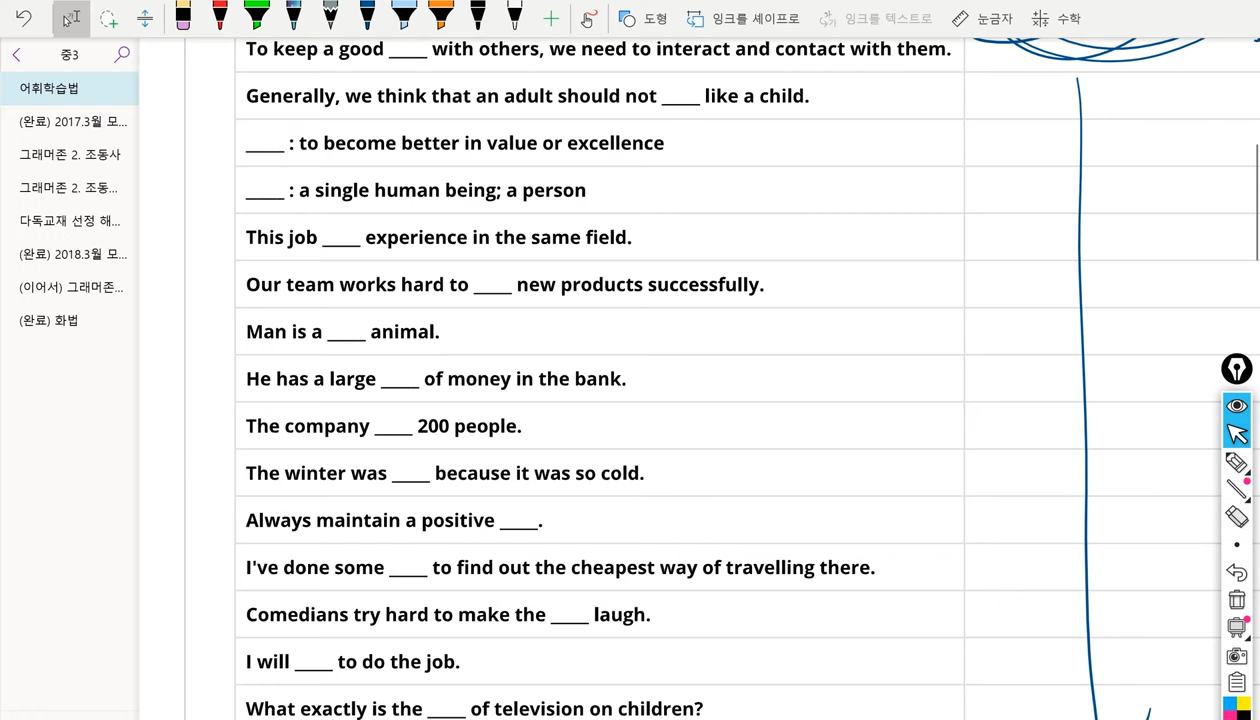 도형
잉크를 셰이프로
잉크를 텍스트로
눈금자
수학
중3
어휘학습법
(완료) 2017.3월 모...
그래머존 2. 조동사
그래머존 2. 조동...
다독교재 선정 해...
(완료) 2018.3월 모...
(이어서) 그래머존...
(완료) 화법
To keep a good ____ with others, we need to interact and contact with them.
Generally, we think that an adult should not ____ like a child.
____ : to become better in value or excellence
____ : a single human being; a person
This job ____ experience in the same field.
Our team works hard to ____ new products successfully.
Man is a ____ animal.
He has a large ____ of money in the bank.
The company ____ 200 people.
The winter was ____ because it was so cold.
Always maintain a positive ____.
I've done some ____ to find out the cheapest way of travelling there.
Comedians try hard to make the ____ laugh.
I will ____ to do the job.
What exactly is the ____ of television on children?